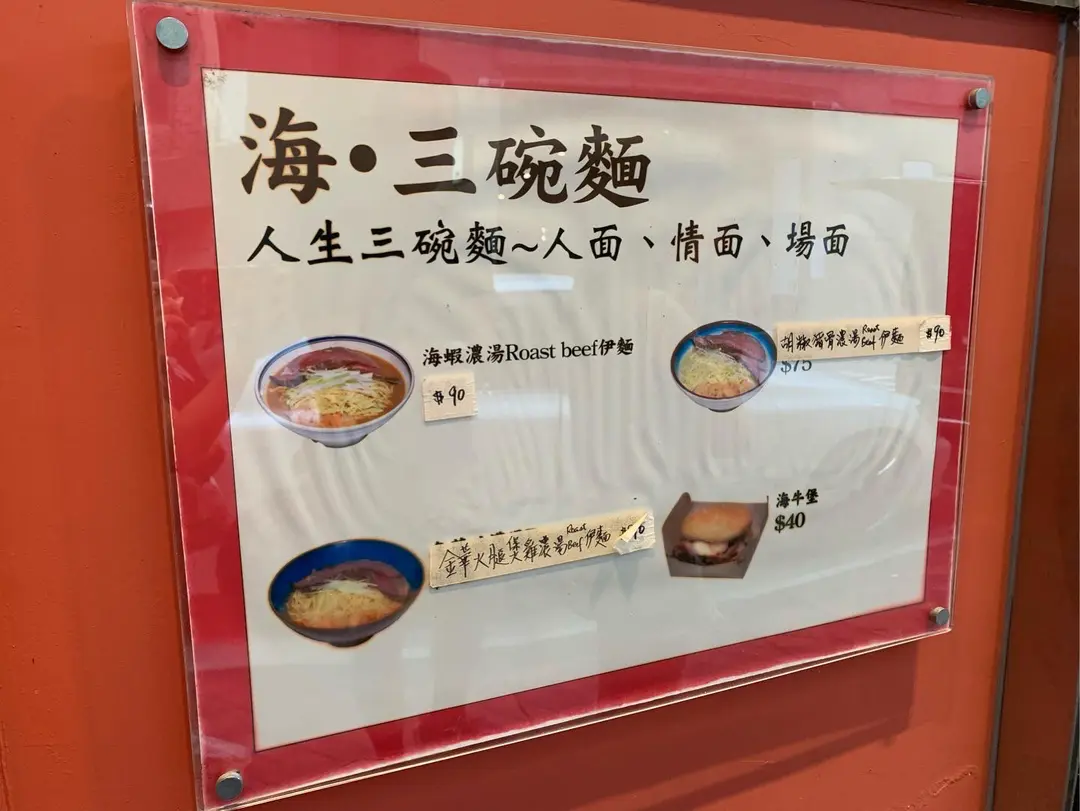 海・三碗麵
人生三碗麵~人面、情面、場面
海蝦濃湯Roast beef伊麵
$90
胡椒豬骨濃湯Roast Beef伊麵 $90
$75
金華火腿煲雞濃湯Roast Beef伊麵
海牛堡
$40